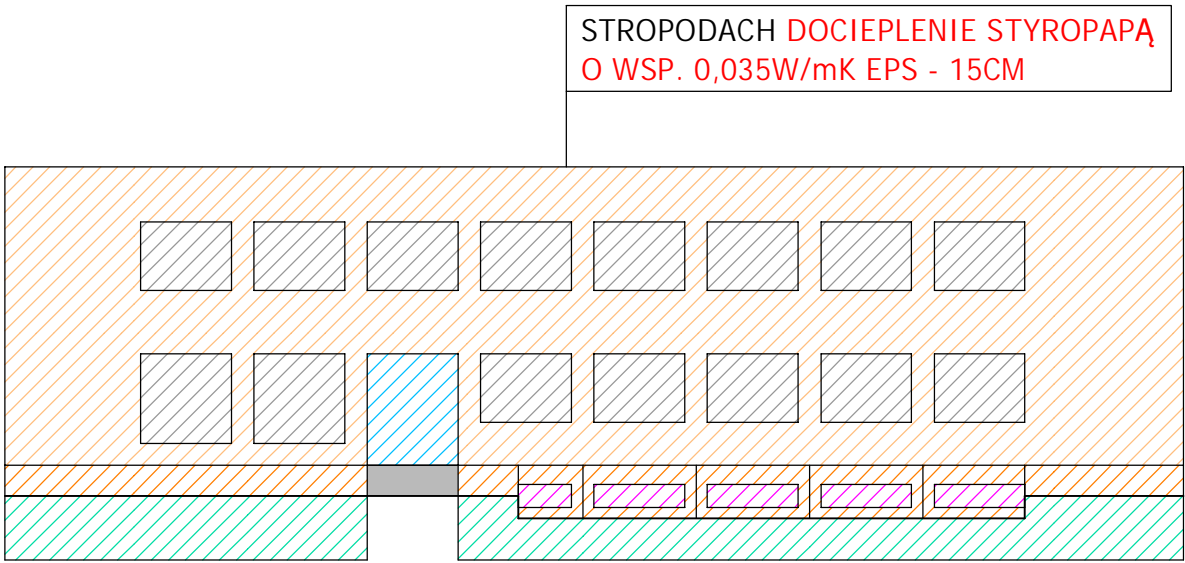 STROPODACH DOCIEPLENIE STYROPAPĄ
O WSP. 0,035W/mK EPS - 15CM